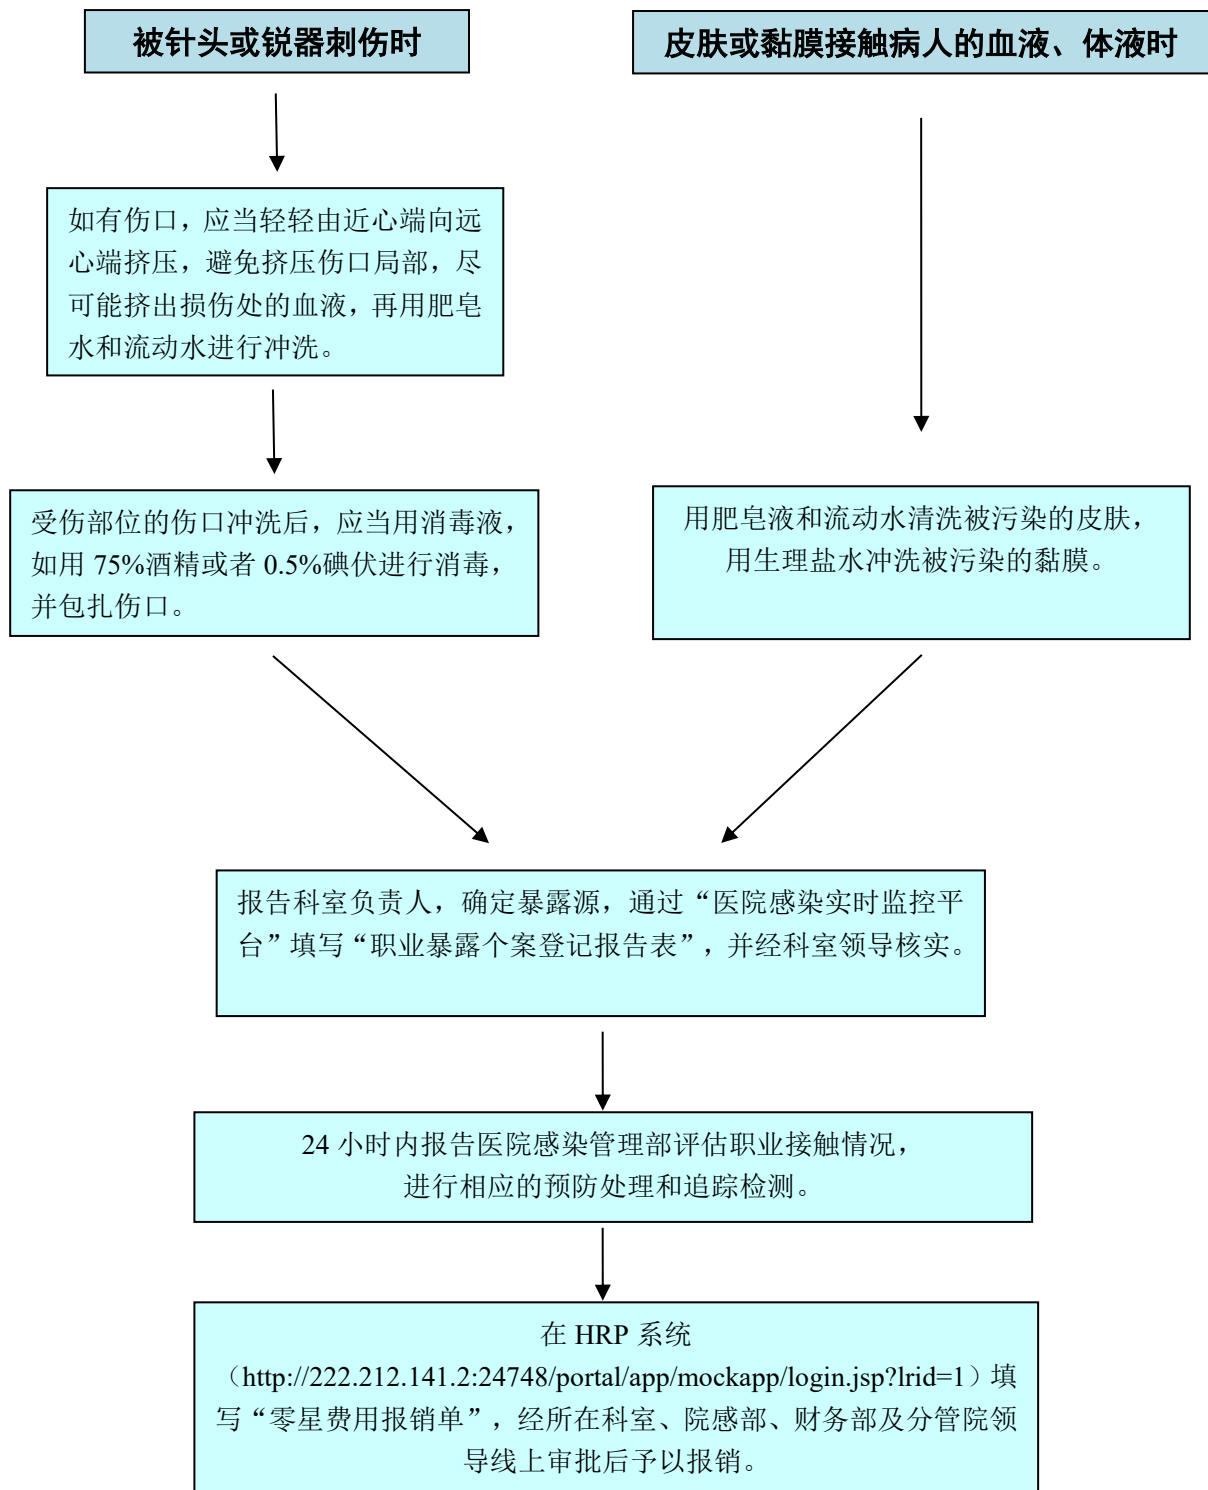 被针头或锐器刺伤时
皮肤或黏膜接触病人的血液、体液时
如有伤口，应当轻轻由近心端向远
心端挤压，避免挤压伤口局部，尽
可能挤出损伤处的血液，再用肥皂
水和流动水进行冲洗。
受伤部位的伤口冲洗后，应当用消毒液，
如用 75%酒精或者 0.5%碘伏进行消毒，
并包扎伤口。
用肥皂液和流动水清洗被污染的皮肤，
用生理盐水冲洗被污染的黏膜。
报告科室负责人，确定暴露源，通过“医院感染实时监控平
台”填写“职业暴露个案登记报告表”，并经科室领导核实。
24 小时内报告医院感染管理部评估职业接触情况，
进行相应的预防处理和追踪检测。
在 HRP 系统
（http://222.212.141.2:24748/portal/app/mockapp/login.jsp?lrid=1）填
写“零星费用报销单”，经所在科室、院感部、财务部及分管院领
导线上审批后予以报销。